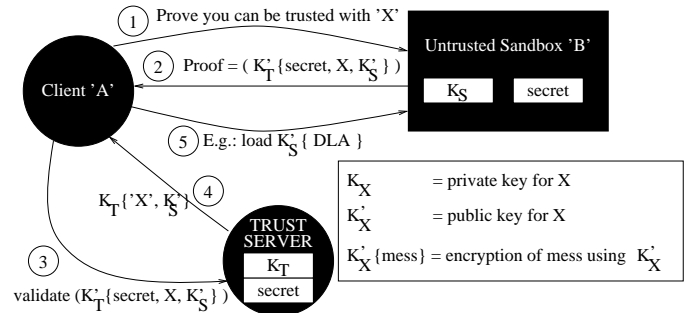 1 Prove you can be trusted with 'X'
Untrusted Sandbox 'B'
2 Proof = ( K'T {secret, X, K'S } )
Client 'A'
KS secret
5 E.g.: load K'S { DLA }
4
KT{'X', K'S}
KX = private key for X
K'X = public key for X
K'X {mess} = encryption of mess using K'X
TRUST
SERVER
KT
secret
3
validate (K'T{secret, X, K'S } )